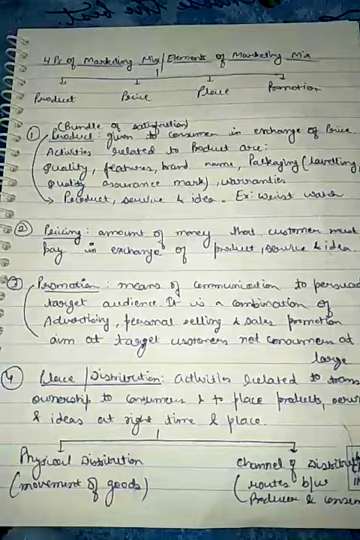 4 Ps of Marketing Mix / Elements of Marketing Mix
Product Price Place Promotion
(Bundle of satisfaction)
① Product : given to consumer in exchange of Price
Activities related to Product are:
quality, features, brand name, Packaging (labelling,
quality assurance mark), warranties
→ Product, service & idea. Ex: wrist watch
② Pricing : amount of money that customer must
pay in exchange of product, service & idea
③ Promotion : means of communication to persuade
target audience. It is a combination of
Advertising, personal selling & sales promotion
aim at target customers not consumers at
large
④ Place / Distribution : activities related to
ownership to consumers & to place products,
& ideas at right time & place.
Physical Distribution Channel of
(movement of goods) (routes b/w
Producer &